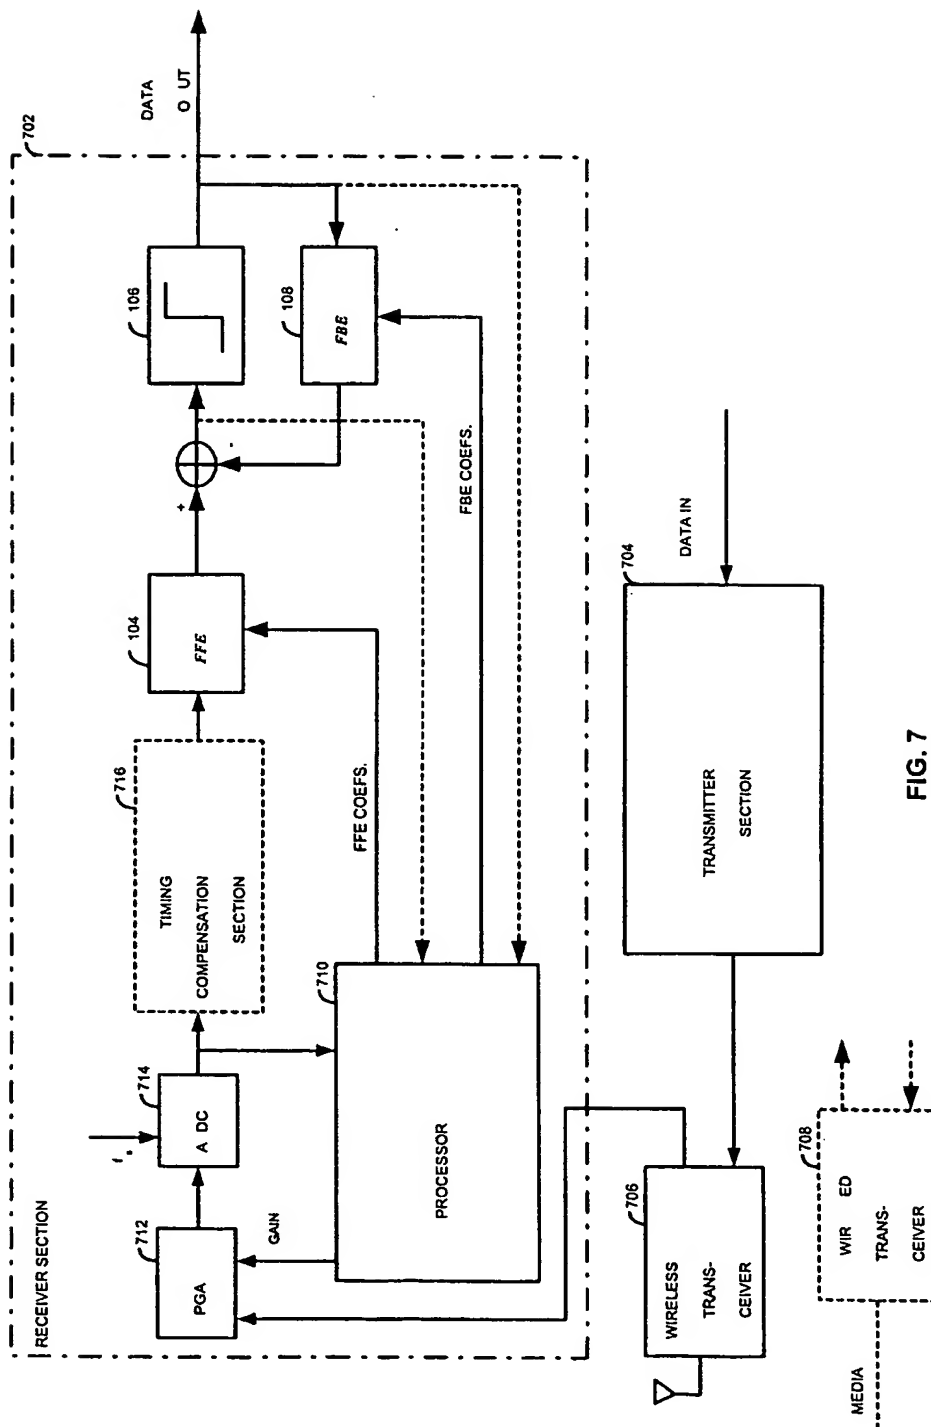 RECEIVER SECTION
702
712
PGA
GAIN
714
A DC
716
TIMING
COMPENSATION
SECTION
104
FFE
+
106
108
FBE
DATA
O UT
710
PROCESSOR
FFE COEFS.
FBE COEFS.
706
WIRELESS
TRANS-
CEIVER
704
TRANSMITTER
SECTION
DATA IN
708
WIR ED
TRANS-
CEIVER
MEDIA
FIG. 7